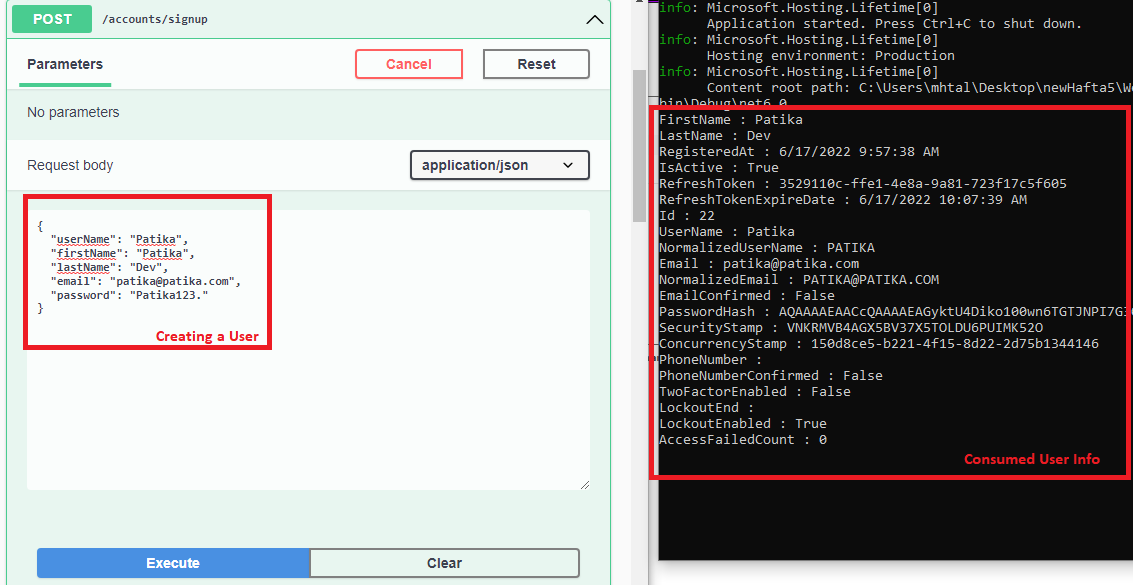 POST /accounts/signup
Parameters
Cancel
Reset
No parameters
Request body
application/json
{
"userName": "Patika",
"firstName": "Patika",
"lastName": "Dev",
"email": "patika@patika.com",
"password": "Patika123."
}
Creating a User
Execute
Clear
info: Microsoft.Hosting.Lifetime[0]
Application started. Press Ctrl+C to shut down.
info: Microsoft.Hosting.Lifetime[0]
Hosting environment: Production
info: Microsoft.Hosting.Lifetime[0]
Content root path: C:\Users\mhtal\Desktop\newHafta5\W
bin\Debug\net6.0
FirstName : Patika
LastName : Dev
RegisteredAt : 6/17/2022 9:57:38 AM
IsActive : True
RefreshToken : 3529110c-ffe1-4e8a-9a81-723f17c5f605
RefreshTokenExpireDate : 6/17/2022 10:07:39 AM
Id : 22
UserName : Patika
NormalizedUserName : PATIKA
Email : patika@patika.com
NormalizedEmail : PATIKA@PATIKA.COM
EmailConfirmed : False
PasswordHash : AQAAAAEAACcQAAAAEAGyktU4Diko100wn6TGTJNPI7G
SecurityStamp : VNKRMVB4AGX5BV37X5TOLDU6PUIMK52O
ConcurrencyStamp : 150d8ce5-b221-4f15-8d22-2d75b1344146
PhoneNumber :
PhoneNumberConfirmed : False
TwoFactorEnabled : False
LockoutEnd :
LockoutEnabled : True
AccessFailedCount : 0
Consumed User Info